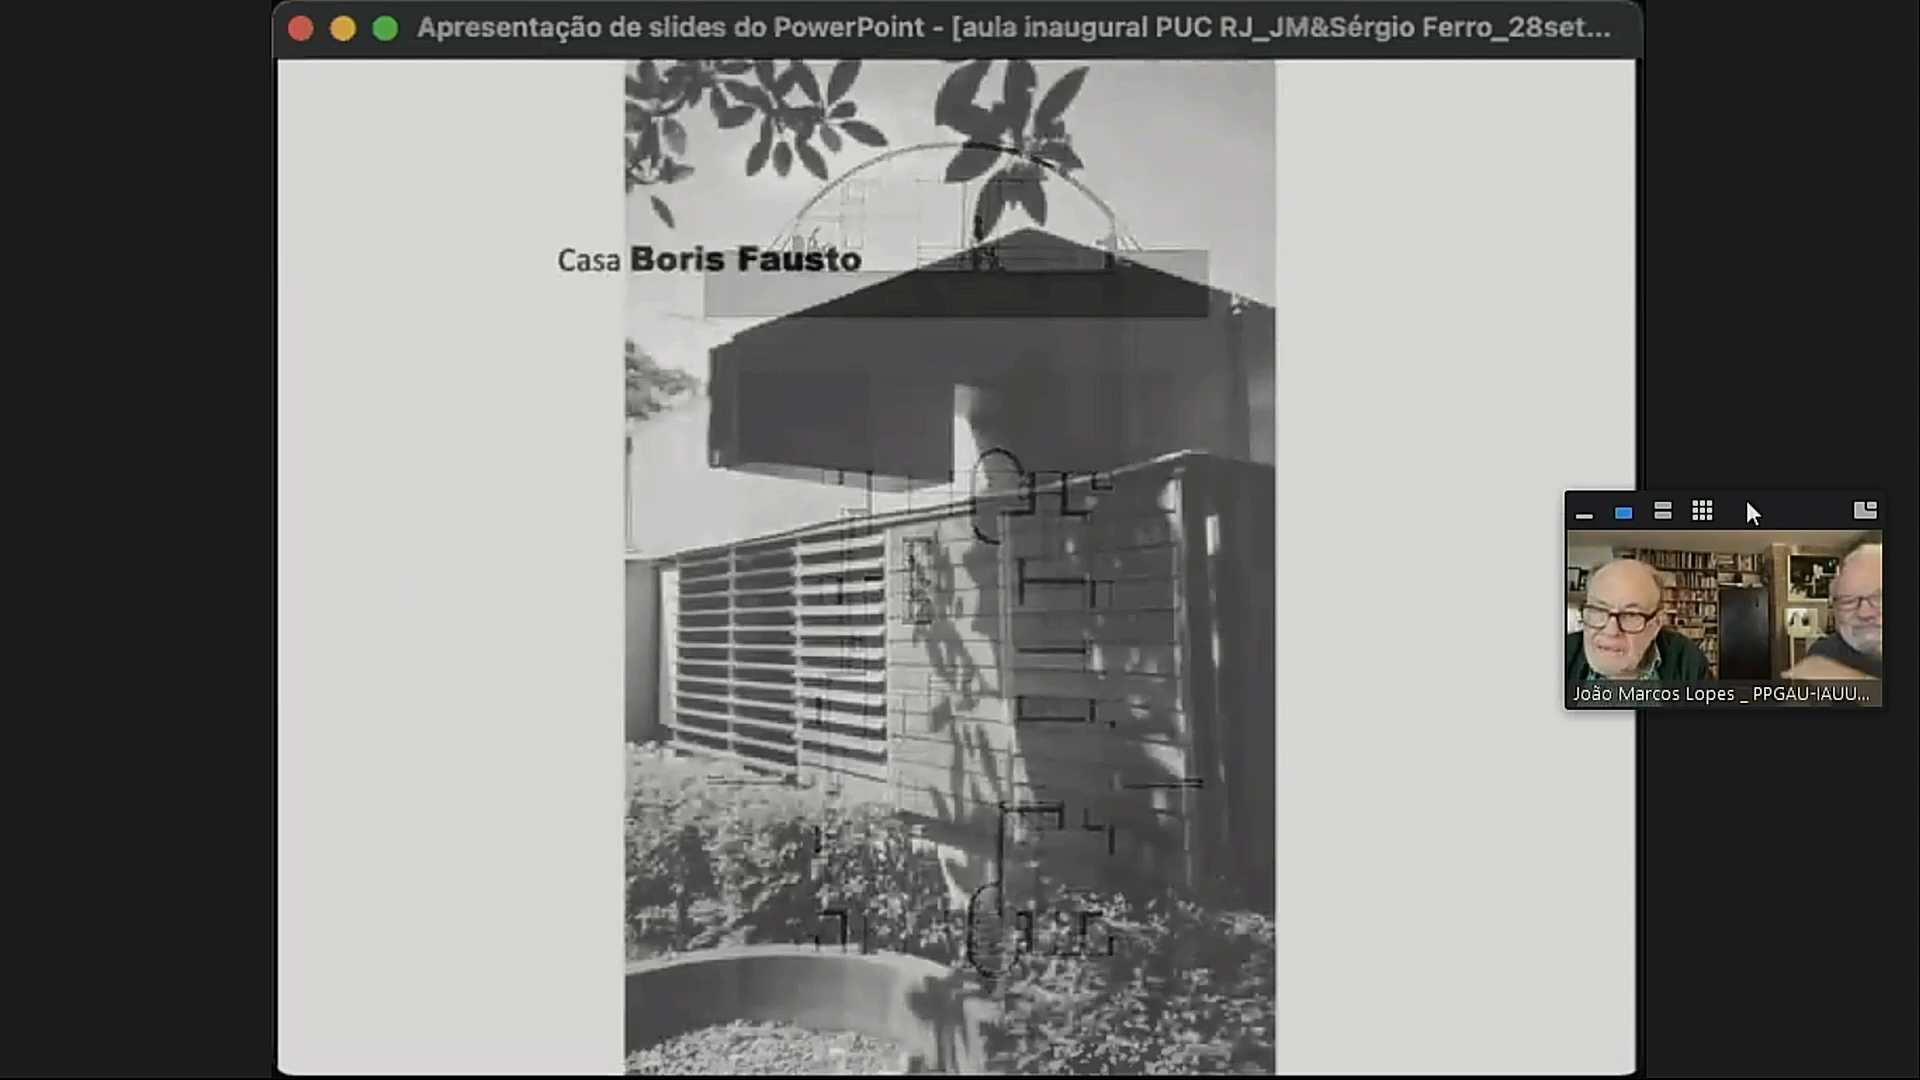 Apresentação de slides do PowerPoint - [aula inaugural PUC RJ_JM&Sérgio Ferro_28set...
Casa Boris Fausto
João Marcos Lopes _ PPGAU-IAUU...